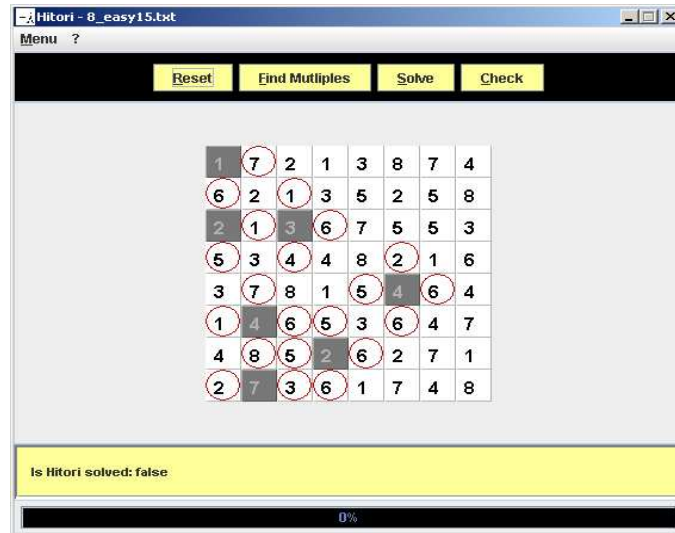 Hitori - 8_easy15.txt
Menu ?
Reset Find Mutliples Solve Check
1 7 2 1 3 8 7 4
6 2 1 3 5 2 5 8
2 1 3 6 7 5 5 3
5 3 4 4 8 2 1 6
3 7 8 1 5 4 6 4
1 4 6 5 3 6 4 7
4 8 5 2 6 2 7 1
2 7 3 6 1 7 4 8
Is Hitori solved: false
0%